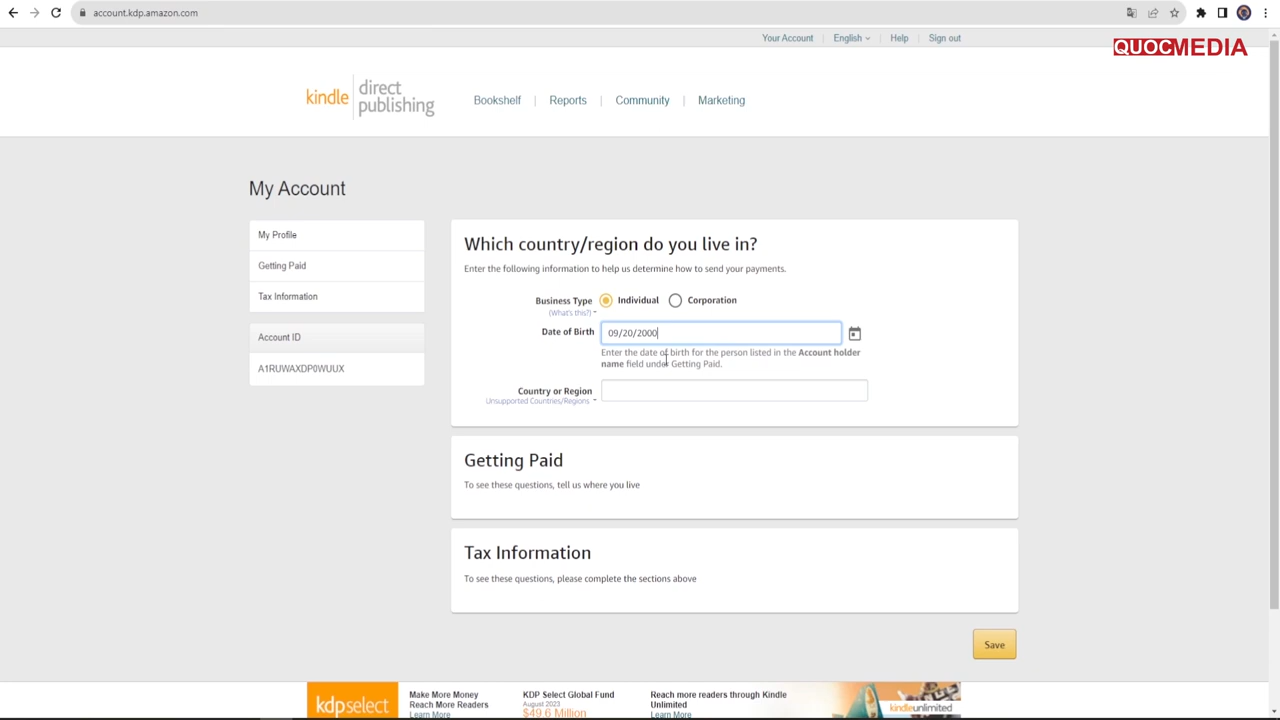 account.kdp.amazon.com
Your Account | English | Help | Sign out
QUOCMEDIA
kindle direct publishing
Bookshelf | Reports | Community | Marketing
My Account
My Profile
Getting Paid
Tax Information
Account ID
A1RUWAXDP0WUUX
Which country/region do you live in?
Enter the following information to help us determine how to send your payments.
Business Type Individual Corporation
(What's this?)
Date of Birth 09/20/2000
Enter the date of birth for the person listed in the Account holder
name field under Getting Paid.
Country or Region
Unsupported Countries/Regions
Getting Paid
To see these questions, tell us where you live
Tax Information
To see these questions, please complete the sections above
Save
kdpselect
Make More Money
Reach More Readers
Learn More
KDP Select Global Fund
August 2023
$49.6 Million
Reach more readers through Kindle
Unlimited
Learn More
kindleunlimited